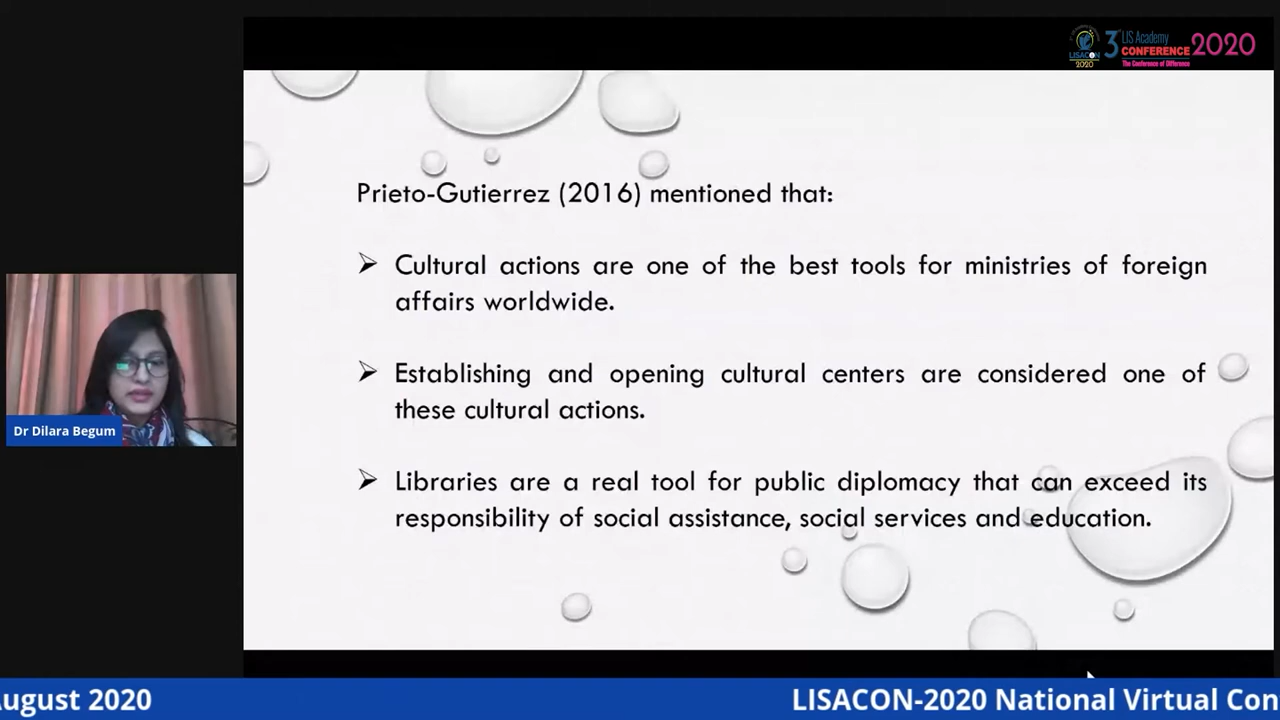 3rd LIS Academy
CONFERENCE 2020
The Conference of Difference
LISACON
2020
Prieto-Gutierrez (2016) mentioned that:
Cultural actions are one of the best tools for ministries of foreign
affairs worldwide.
Establishing and opening cultural centers are considered one of
these cultural actions.
Libraries are a real tool for public diplomacy that can exceed its
responsibility of social assistance, social services and education.
Dr Dilara Begum
August 2020
LISACON-2020 National Virtual Con